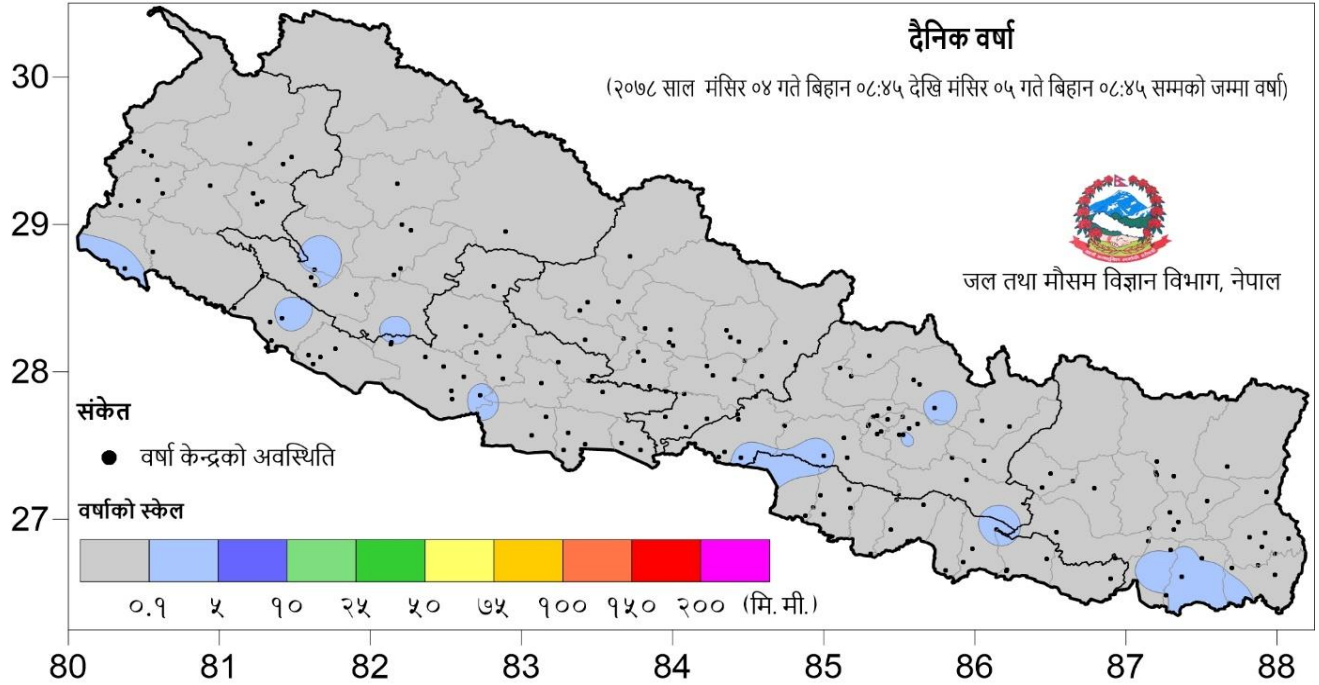 दैनिक वर्षा
(२०७८ साल मंसिर ०४ गते बिहान ०८:४५ देखि मंसिर ०५ गते बिहान ०८:४५ सम्मको जम्मा वर्षा)
जल तथा मौसम विज्ञान विभाग, नेपाल
30
29
28
27
संकेत
वर्षा केन्द्रको अवस्थिति
वर्षाको स्केल
०.१ ५ १० २५ ५० ७५ १०० १५० २०० (मि. मी.)
80 81 82 83 84 85 86 87 88